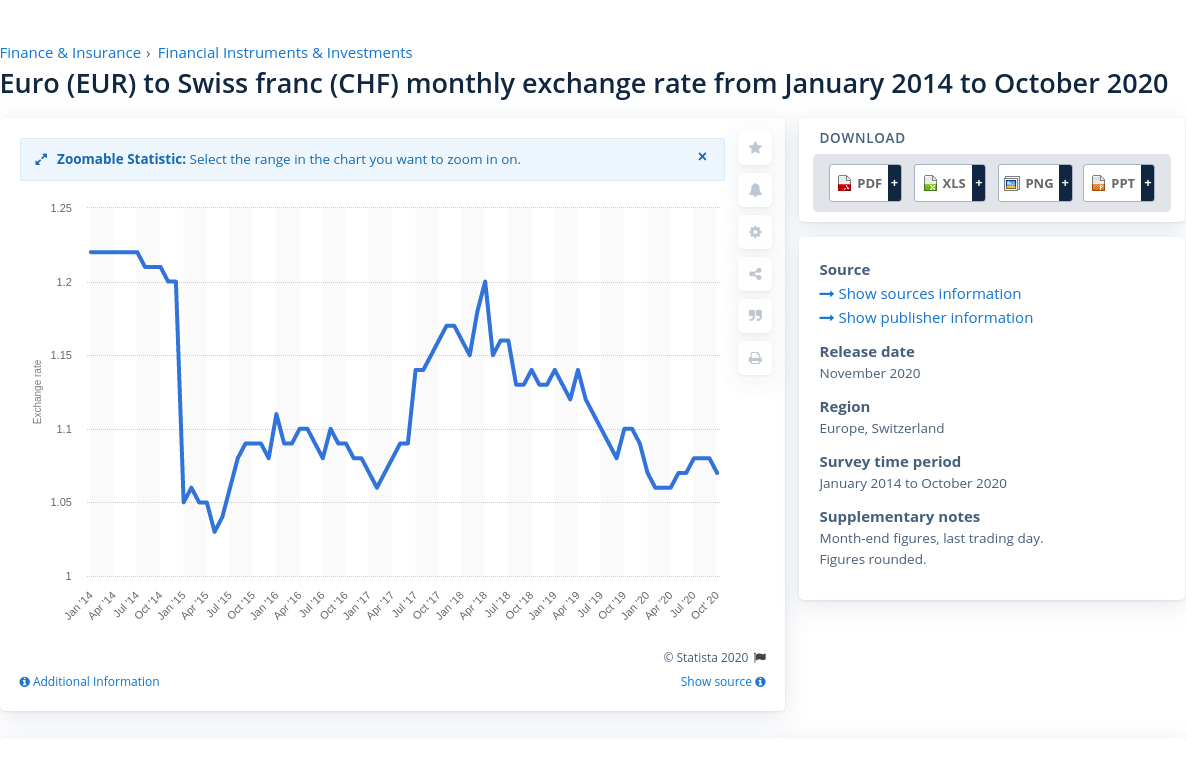 Finance & Insurance › Financial Instruments & Investments
Euro (EUR) to Swiss franc (CHF) monthly exchange rate from January 2014 to October 2020
Zoomable Statistic: Select the range in the chart you want to zoom in on.
×
1.25
1.2
1.15
1.1
1.05
1
Exchange rate
Jan '14
Apr '14
Jul '14
Oct '14
Jan '15
Apr '15
Jul '15
Oct '15
Jan '16
Apr '16
Jul '16
Oct '16
Jan '17
Apr '17
Jul '17
Oct '17
Jan '18
Apr '18
Jul '18
Oct '18
Jan '19
Apr '19
Jul '19
Oct '19
Jan '20
Apr '20
Jul '20
Oct' 20
© Statista 2020
Additional Information
Show source
DOWNLOAD
PDF + XLS + PNG + PPT +
Source
Show sources information
Show publisher information
Release date
November 2020
Region
Europe, Switzerland
Survey time period
January 2014 to October 2020
Supplementary notes
Month-end figures, last trading day.
Figures rounded.